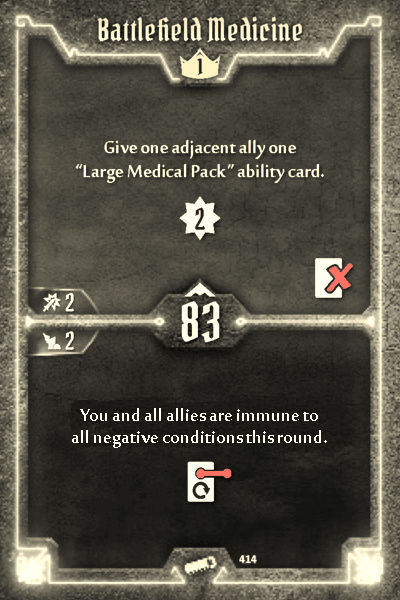 Battlefield Medicine
1
Give one adjacent ally one
“Large Medical Pack” ability card.
2
2
83
2
You and all allies are immune to
all negative conditions this round.
414